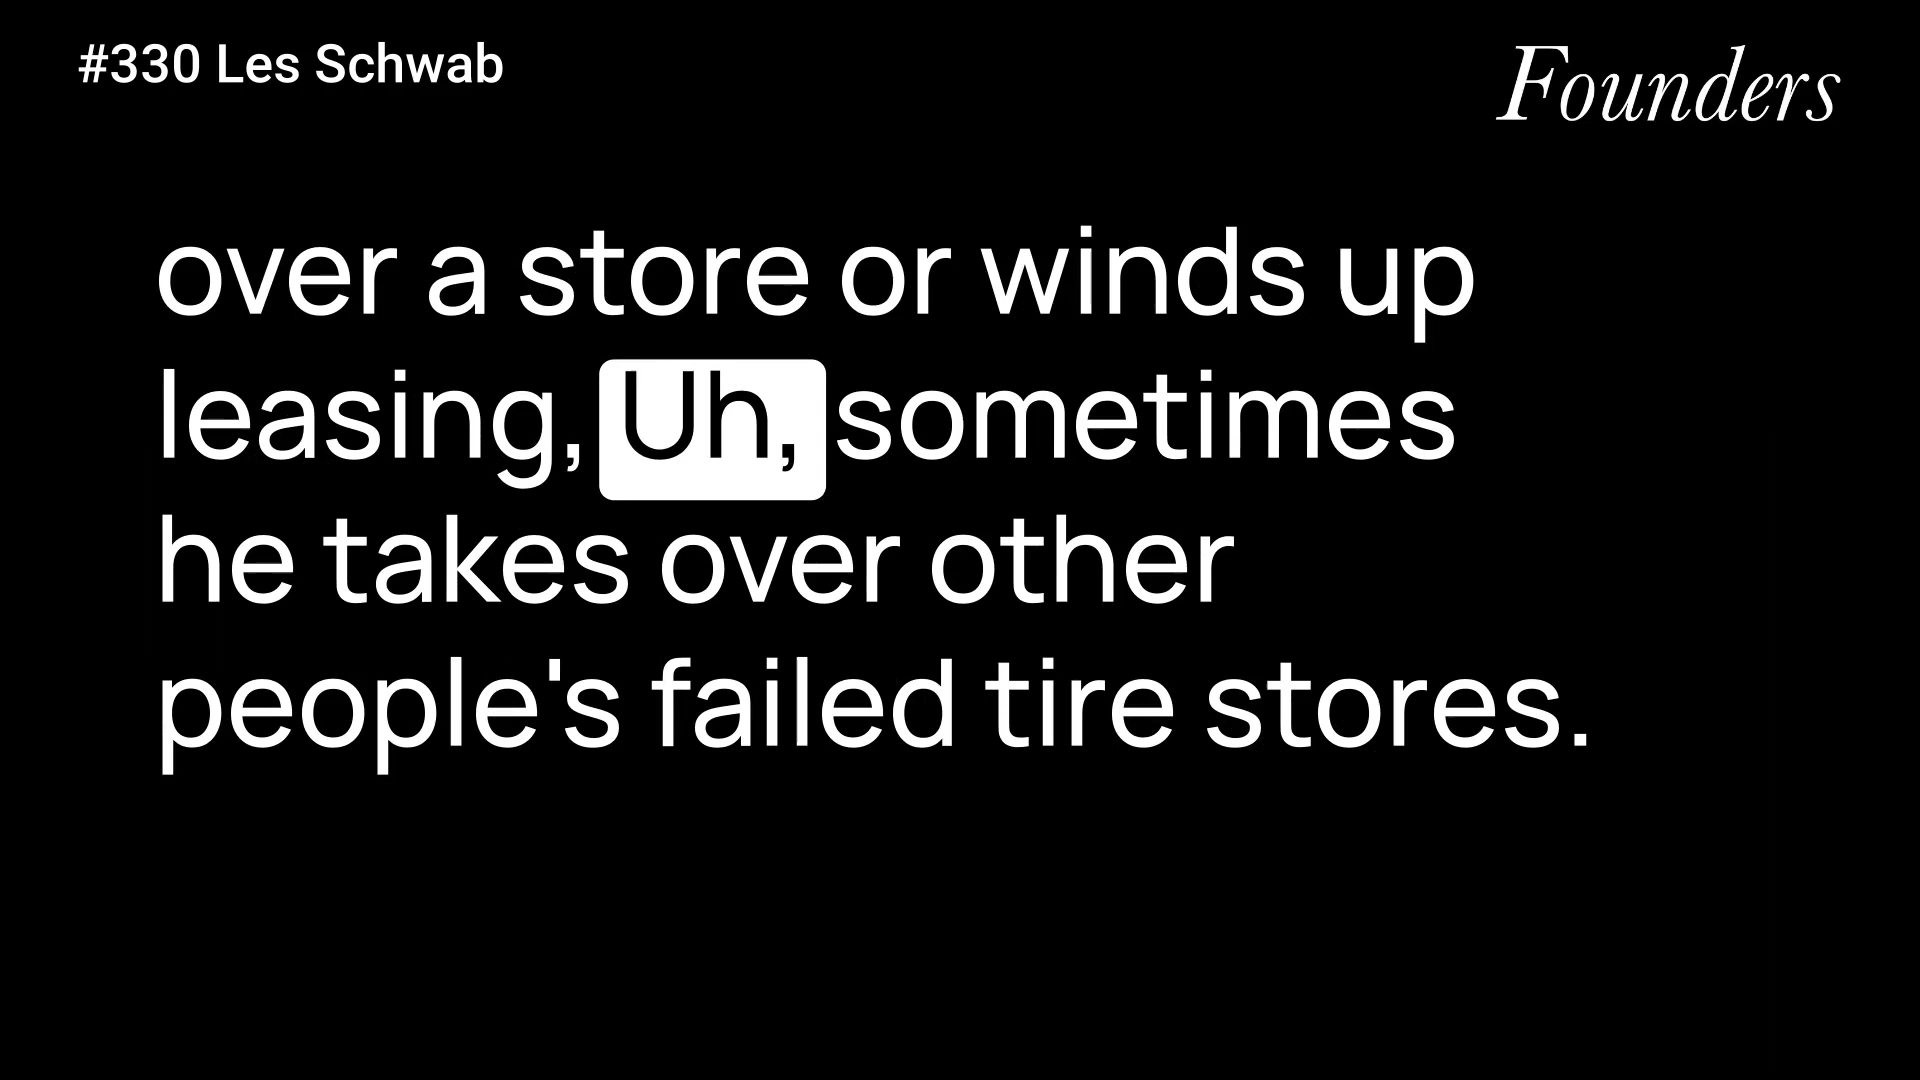 #330 Les Schwab
Founders
over a store or winds up
leasing, Uh, sometimes
he takes over other
people's failed tire stores.